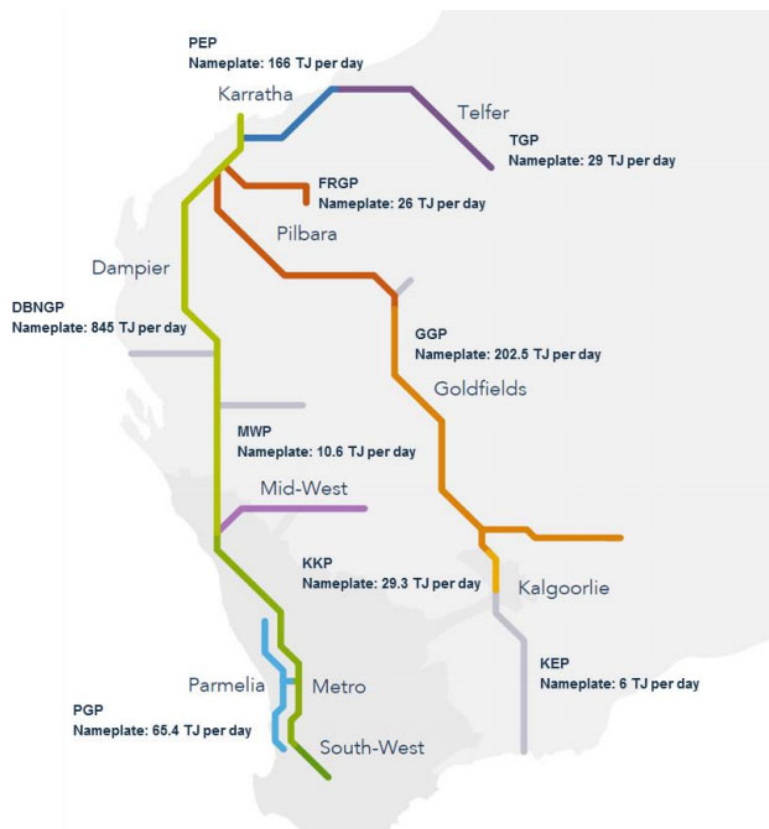 PEP
Nameplate: 166 TJ per day
Karratha
Telfer
TGP
Nameplate: 29 TJ per day
FRGP
Nameplate: 26 TJ per day
Pilbara
Dampier
DBNGP
Nameplate: 845 TJ per day
GGP
Nameplate: 202.5 TJ per day
Goldfields
MWP
Nameplate: 10.6 TJ per day
Mid-West
KKP
Nameplate: 29.3 TJ per day
Kalgoorlie
KEP
Nameplate: 6 TJ per day
Parmelia
Metro
PGP
Nameplate: 65.4 TJ per day
South-West